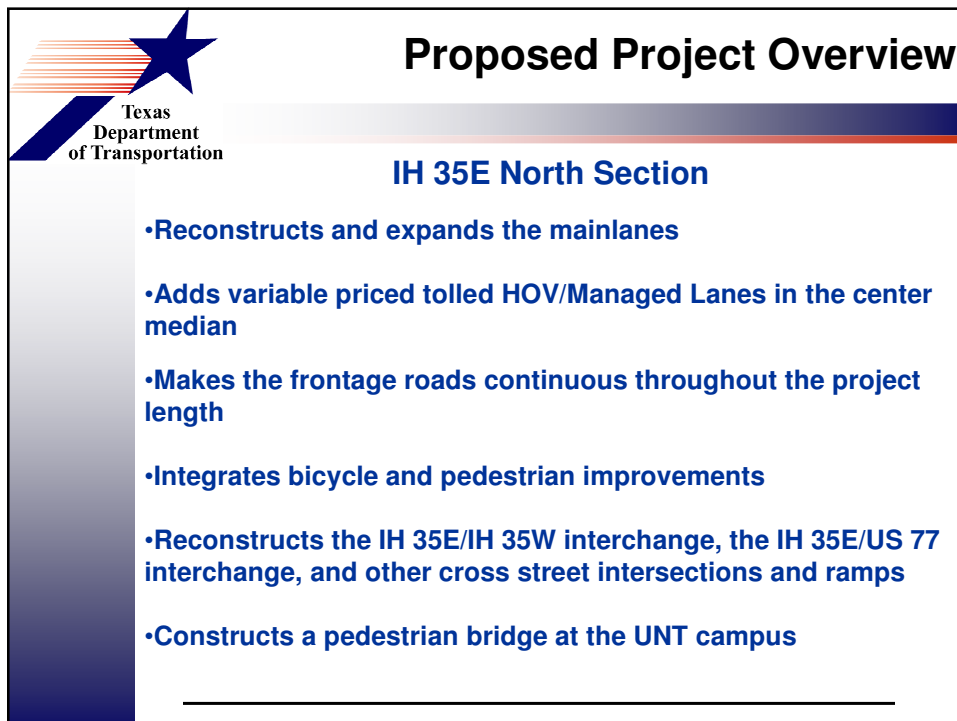 Proposed Project Overview
Texas
Department
of Transportation
IH 35E North Section
•Reconstructs and expands the mainlanes
•Adds variable priced tolled HOV/Managed Lanes in the center
median
•Makes the frontage roads continuous throughout the project
length
•Integrates bicycle and pedestrian improvements
•Reconstructs the IH 35E/IH 35W interchange, the IH 35E/US 77
interchange, and other cross street intersections and ramps
•Constructs a pedestrian bridge at the UNT campus